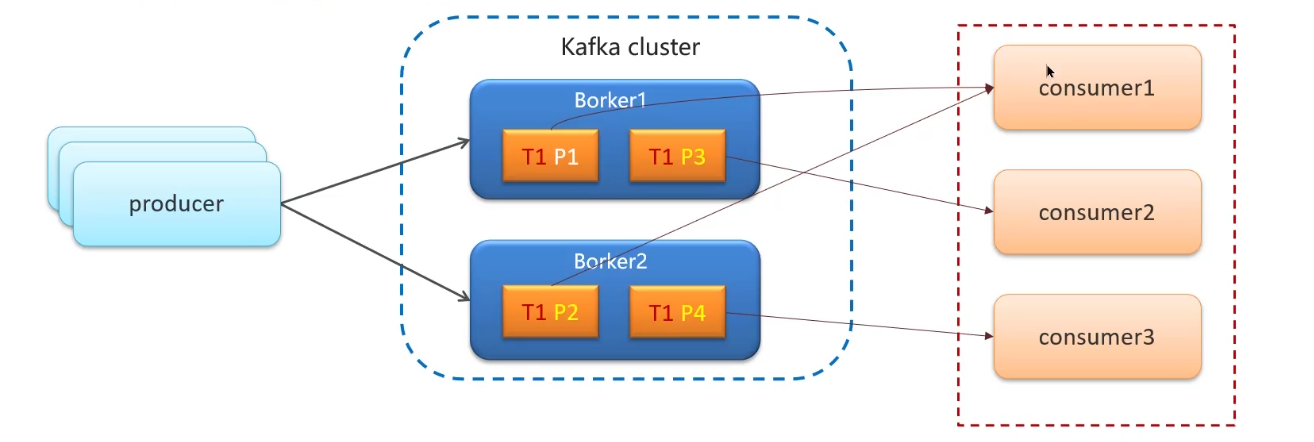 Kafka cluster
producer
Borker1
T1 P1
T1 P3
Borker2
T1 P2
T1 P4
consumer1
consumer2
consumer3